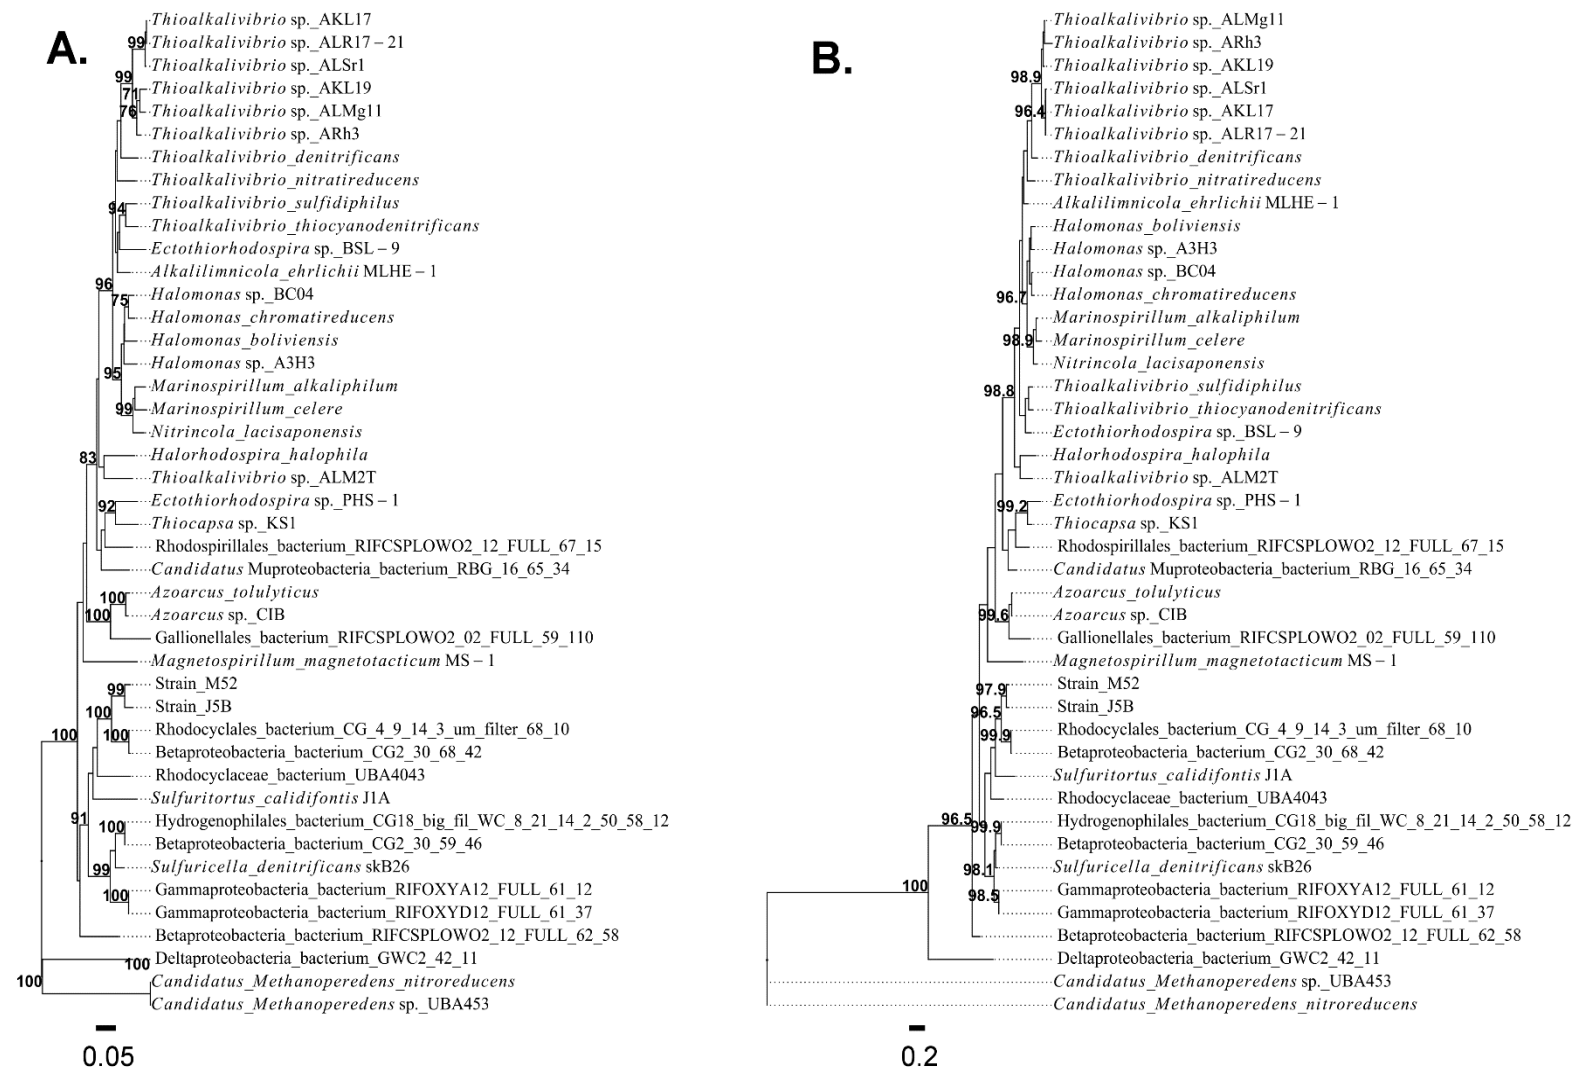 A.
Thioalkalivibrio sp._AKL17
99
Thioalkalivibrio sp._ALR17 – 21
Thioalkalivibrio sp._ALSr1
99
Thioalkalivibrio sp._AKL19
71
Thioalkalivibrio sp._ALMg11
76
Thioalkalivibrio sp._ARh3
Thioalkalivibrio_denitrificans
Thioalkalivibrio_nitratireducens
Thioalkalivibrio_sulfidiphilus
94
Thioalkalivibrio_thiocyanodenitrificans
Ectothiorhodospira sp._BSL – 9
Alkalilimnicola_ehrlichii MLHE – 1
96
Halomonas sp._BC04
75
Halomonas_chromatireducens
Halomonas_boliviensis
Halomonas sp._A3H3
95
Marinospirillum_alkaliphilum
99
Marinospirillum_celere
Nitrincola_lacisaponensis
83
Halorhodospira_halophila
Thioalkalivibrio sp._ALM2T
Ectothiorhodospira sp._PHS – 1
92
Thiocapsa sp._KS1
Rhodospirillales_bacterium_RIFCSPLOWO2_12_FULL_67_15
Candidatus Muproteobacteria_bacterium_RBG_16_65_34
Azoarcus_tolulyticus
100
Azoarcus sp._CIB
100
Gallionellales_bacterium_RIFCSPLOWO2_02_FULL_59_110
Magnetospirillum_magnetotacticum MS – 1
Strain_M52
99
Strain_J5B
100
Rhodocyclales_bacterium_CG_4_9_14_3_um_filter_68_10
100
100
Betaproteobacteria_bacterium_CG2_30_68_42
Rhodocyclaceae_bacterium_UBA4043
Sulfuritortus_calidifontis J1A
91
Hydrogenophilales_bacterium_CG18_big_fil_WC_8_21_14_2_50_58_12
100
Betaproteobacteria_bacterium_CG2_30_59_46
Sulfuricella_denitrificans skB26
99
Gammaproteobacteria_bacterium_RIFOXYA12_FULL_61_12
100
Gammaproteobacteria_bacterium_RIFOXYD12_FULL_61_37
Betaproteobacteria_bacterium_RIFCSPLOWO2_12_FULL_62_58
Deltaproteobacteria_bacterium_GWC2_42_11
100
100
Candidatus_Methanoperedens_nitroreducens
Candidatus_Methanoperedens sp._UBA453
0.05
B.
Thioalkalivibrio sp._ALMg11
Thioalkalivibrio sp._ARh3
Thioalkalivibrio sp._AKL19
98.9
Thioalkalivibrio sp._ALSr1
96.4
Thioalkalivibrio sp._AKL17
Thioalkalivibrio sp._ALR17 – 21
Thioalkalivibrio_denitrificans
Thioalkalivibrio_nitratireducens
Alkalilimnicola_ehrlichii MLHE – 1
Halomonas_boliviensis
Halomonas sp._A3H3
Halomonas sp._BC04
96.7
Halomonas_chromatireducens
Marinospirillum_alkaliphilum
98.9
Marinospirillum_celere
Nitrincola_lacisaponensis
98.8
Thioalkalivibrio_sulfidiphilus
Thioalkalivibrio_thiocyanodenitrificans
Ectothiorhodospira sp._BSL – 9
Halorhodospira_halophila
Thioalkalivibrio sp._ALM2T
Ectothiorhodospira sp._PHS – 1
99.2
Thiocapsa sp._KS1
Rhodospirillales_bacterium_RIFCSPLOWO2_12_FULL_67_15
Candidatus Muproteobacteria_bacterium_RBG_16_65_34
Azoarcus_tolulyticus
99.6
Azoarcus sp._CIB
Gallionellales_bacterium_RIFCSPLOWO2_02_FULL_59_110
Magnetospirillum_magnetotacticum MS – 1
97.9
Strain_M52
Strain_J5B
96.5
Rhodocyclales_bacterium_CG_4_9_14_3_um_filter_68_10
99.9
Betaproteobacteria_bacterium_CG2_30_68_42
Sulfuritortus_calidifontis J1A
Rhodocyclaceae_bacterium_UBA4043
96.5
99.9
Hydrogenophilales_bacterium_CG18_big_fil_WC_8_21_14_2_50_58_12
Betaproteobacteria_bacterium_CG2_30_59_46
98.1
Sulfuricella_denitrificans skB26
100
Gammaproteobacteria_bacterium_RIFOXYA12_FULL_61_12
98.5
Gammaproteobacteria_bacterium_RIFOXYD12_FULL_61_37
Betaproteobacteria_bacterium_RIFCSPLOWO2_12_FULL_62_58
Deltaproteobacteria_bacterium_GWC2_42_11
Candidatus_Methanoperedens sp._UBA453
Candidatus_Methanoperedens_nitroreducens
0.2